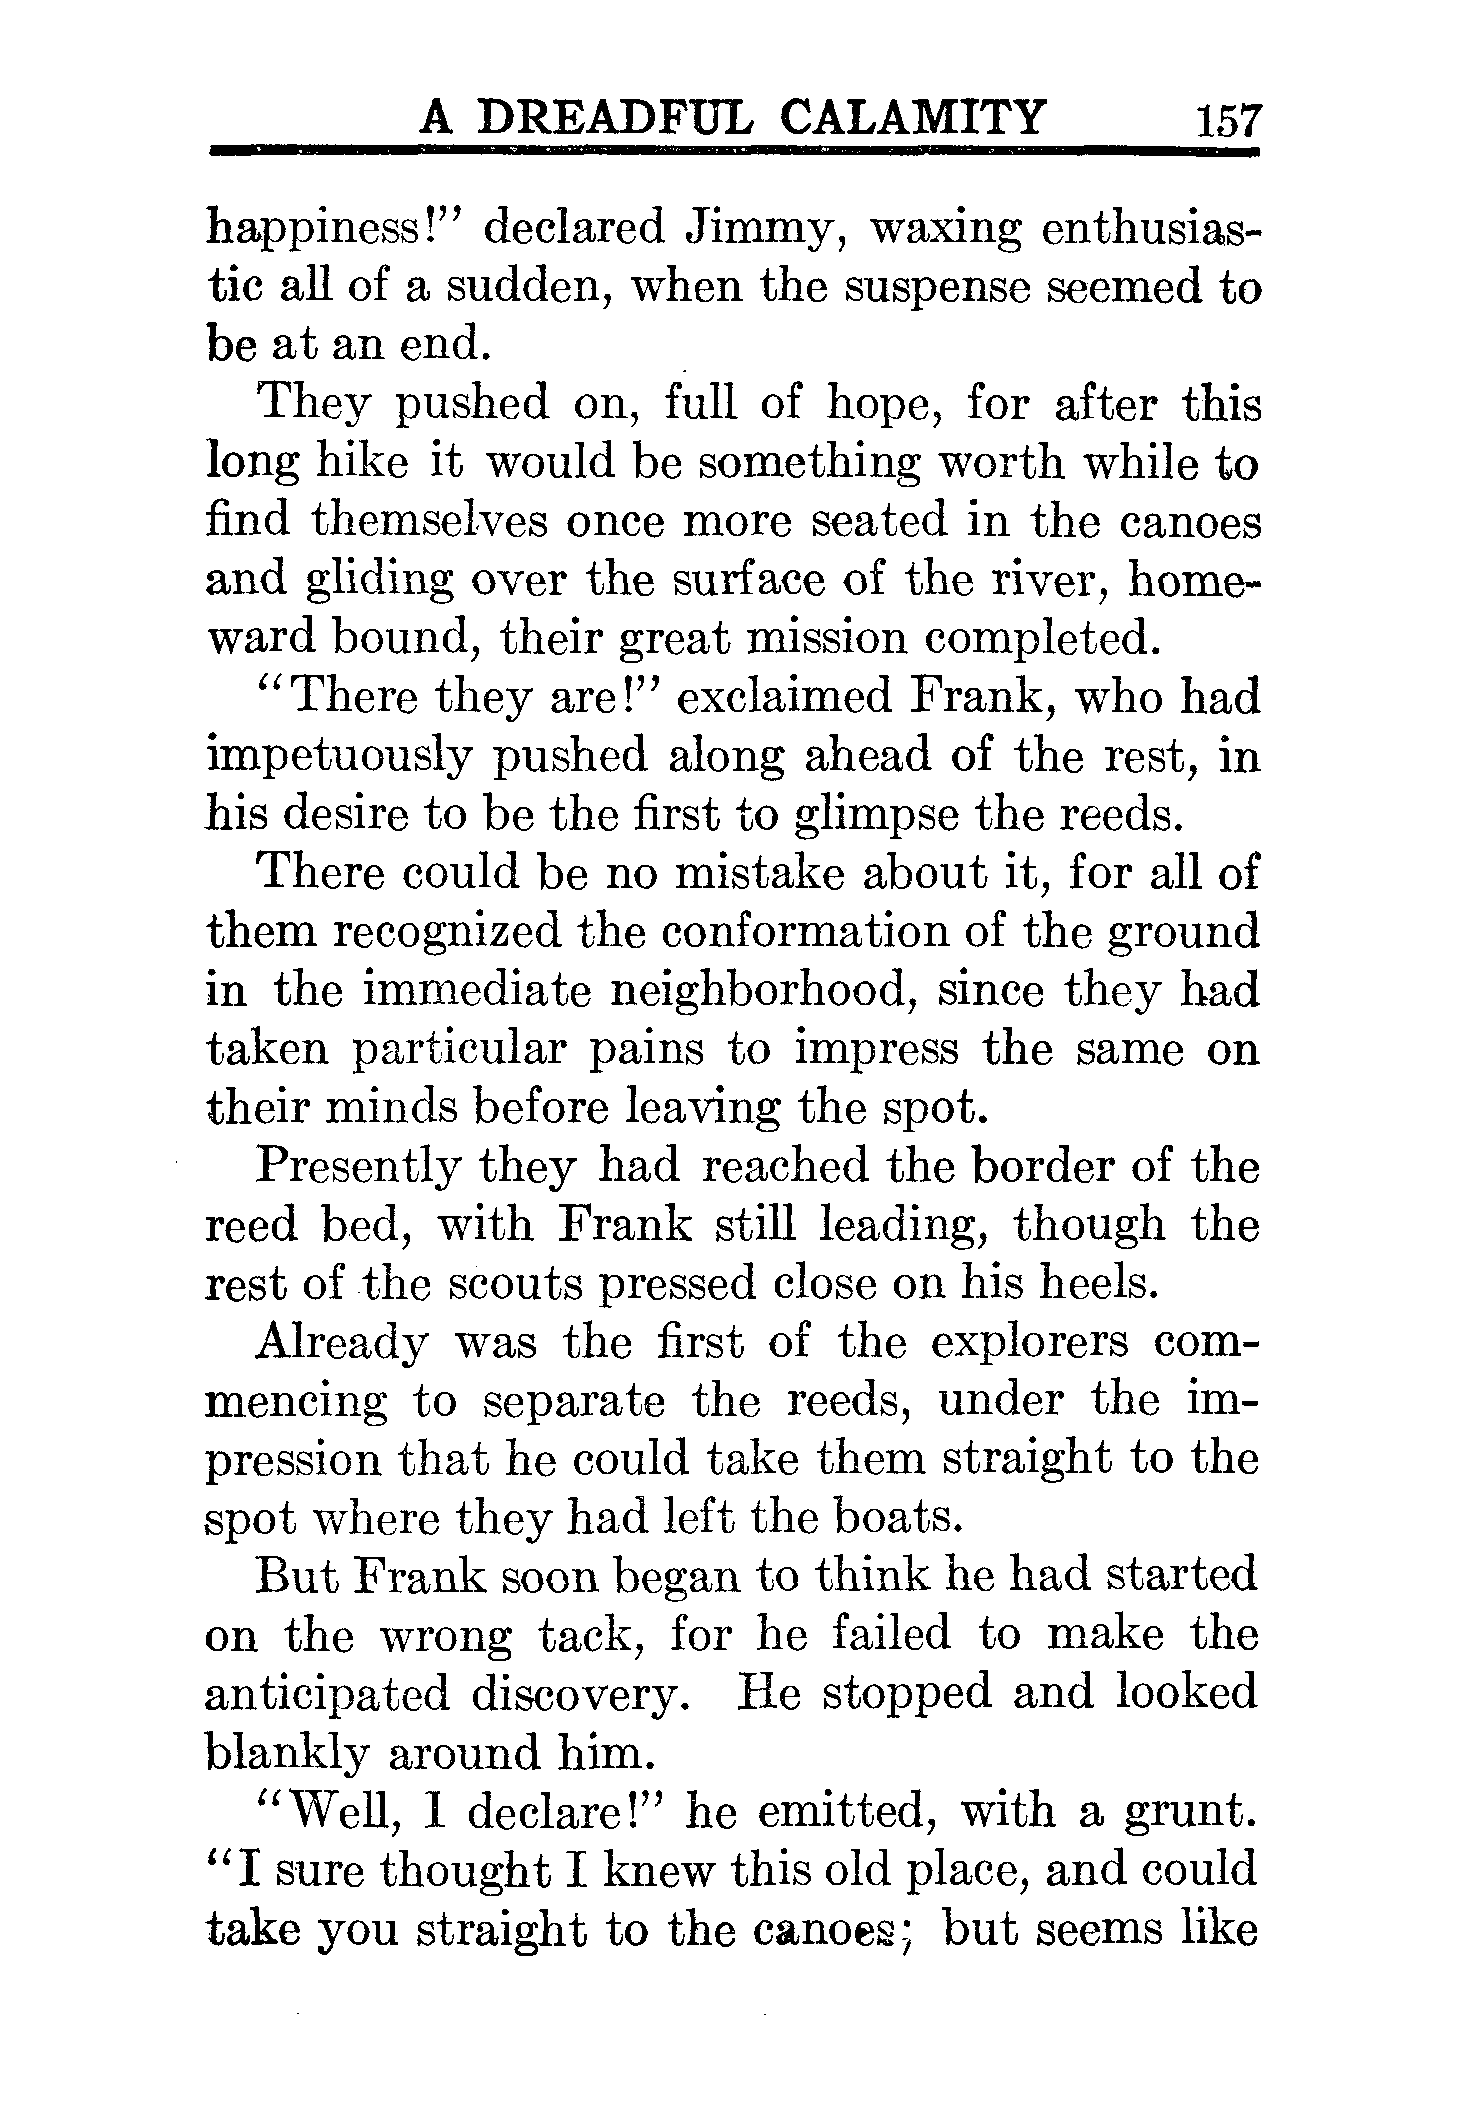 A DREADFUL CALAMITY 157
happiness!" declared Jimmy, waxing enthusias-
tic all of a sudden, when the suspense seemed to
be at an end.
They pushed on, full of hope, for after this
long hike it would be something worth while to
find themselves once more seated in the canoes
and gliding over the surface of the river, home-
ward bound, their great mission completed.
"There they are!" exclaimed Frank, who had
impetuously pushed along ahead of the rest, in
his desire to be the first to glimpse the reeds.
There could be no mistake about it, for all of
them recognized the conformation of the ground
in the immediate neighborhood, since they had
taken particular pains to impress the same on
their minds before leaving the spot.
Presently they had reached the border of the
reed bed, with Frank still leading, though the
rest of the scouts pressed close on his heels.
Already was the first of the explorers com-
mencing to separate the reeds, under the im-
pression that he could take them straight to the
spot where they had left the boats.
But Frank soon began to think he had started
on the wrong tack, for he failed to make the
anticipated discovery. He stopped and looked
blankly around him.
"Well, I declare!" he emitted, with a grunt.
"I sure thought I knew this old place, and could
take you straight to the canoes; but seems like